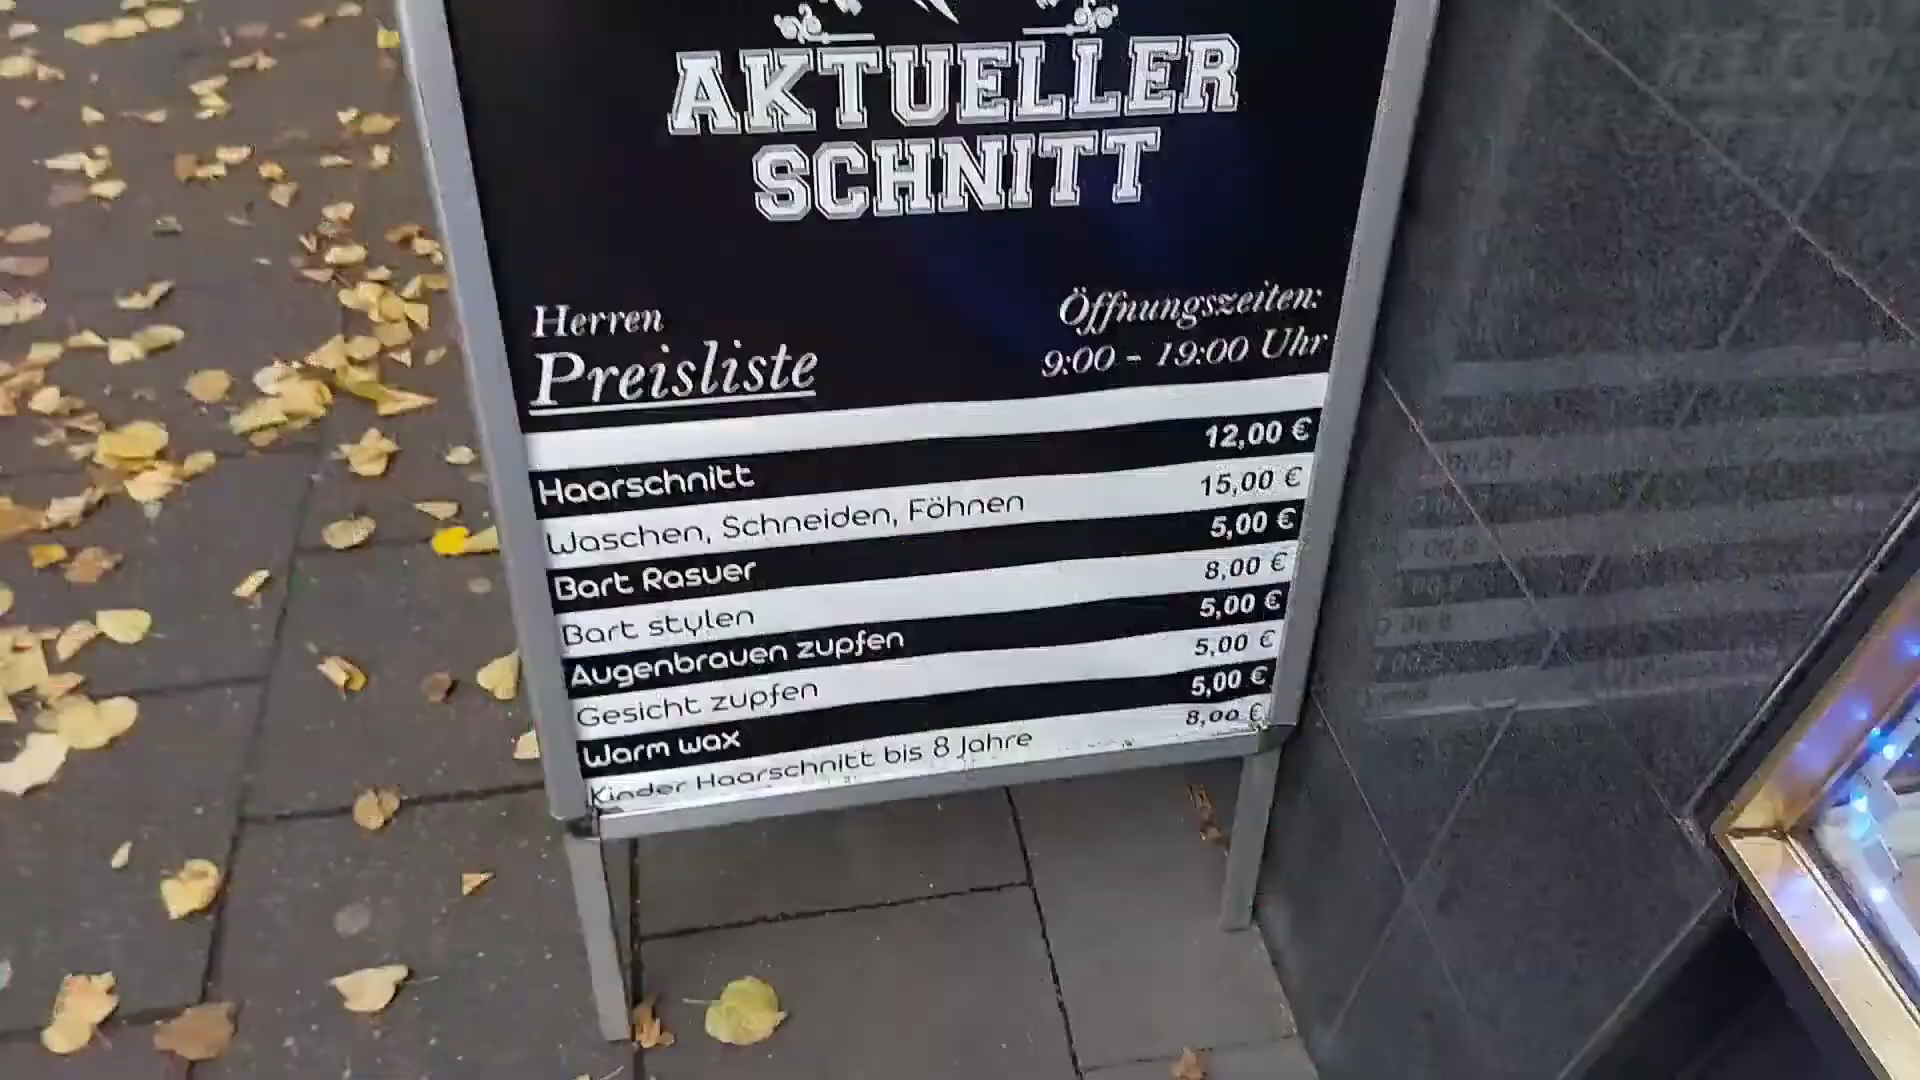 AKTUELLER
SCHNITT
Herren
Preisliste
Öffnungszeiten:
9:00 - 19:00 Uhr
Haarschnitt 12,00 €
Waschen, Schneiden, Föhnen 15,00 €
Bart Rasuer 5,00 €
Bart stylen 8,00 €
Augenbrauen zupfen 5,00 €
Gesicht zupfen 5,00 €
Warm wax 5,00 €
Kinder Haarschnitt bis 8 Jahre 8,00 €